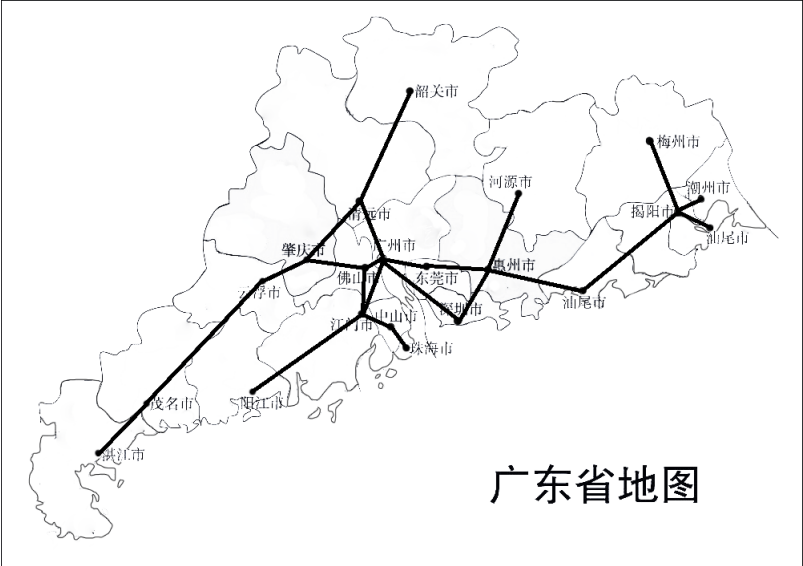 韶关市
梅州市
河源市
潮州市
清远市
揭阳市
汕尾市
广州市
肇庆市
惠州市
佛山市
东莞市
云浮市
汕尾市
深圳市
中山市
江门市
珠海市
阳江市
茂名市
湛江市
广东省地图